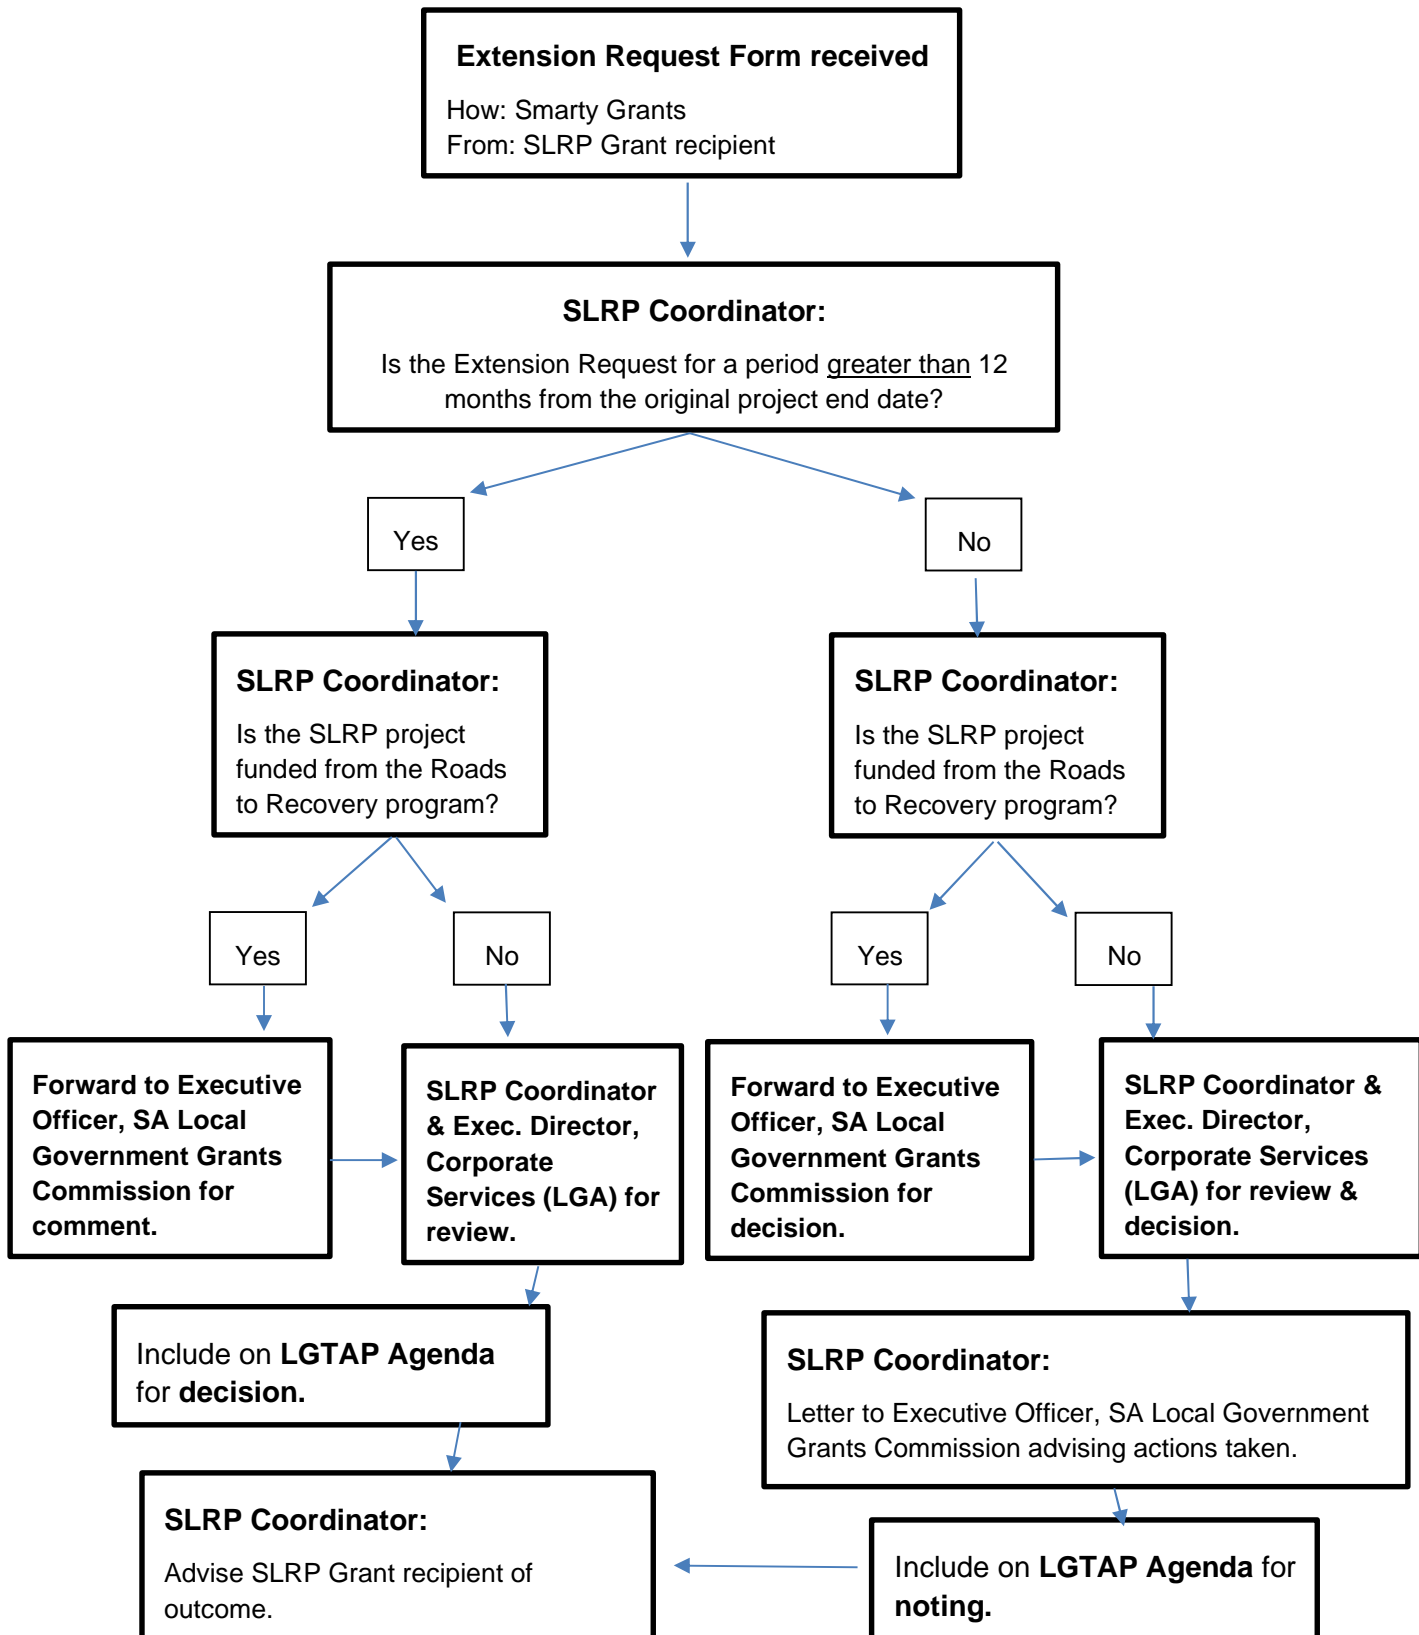 Extension Request Form received
How: Smarty Grants
From: SLRP Grant recipient
SLRP Coordinator:
Is the Extension Request for a period greater than 12
months from the original project end date?
Yes
No
SLRP Coordinator:
Is the SLRP project
funded from the Roads
to Recovery program?
SLRP Coordinator:
Is the SLRP project
funded from the Roads
to Recovery program?
Yes
No
Yes
No
Forward to Executive
Officer, SA Local
Government Grants
Commission for
comment.
SLRP Coordinator
& Exec. Director,
Corporate
Services (LGA) for
review.
Forward to Executive
Officer, SA Local
Government Grants
Commission for
decision.
SLRP Coordinator &
Exec. Director,
Corporate Services
(LGA) for review &
decision.
Include on LGTAP Agenda
for decision.
SLRP Coordinator:
Letter to Executive Officer, SA Local Government
Grants Commission advising actions taken.
SLRP Coordinator:
Advise SLRP Grant recipient of
outcome.
Include on LGTAP Agenda for
noting.